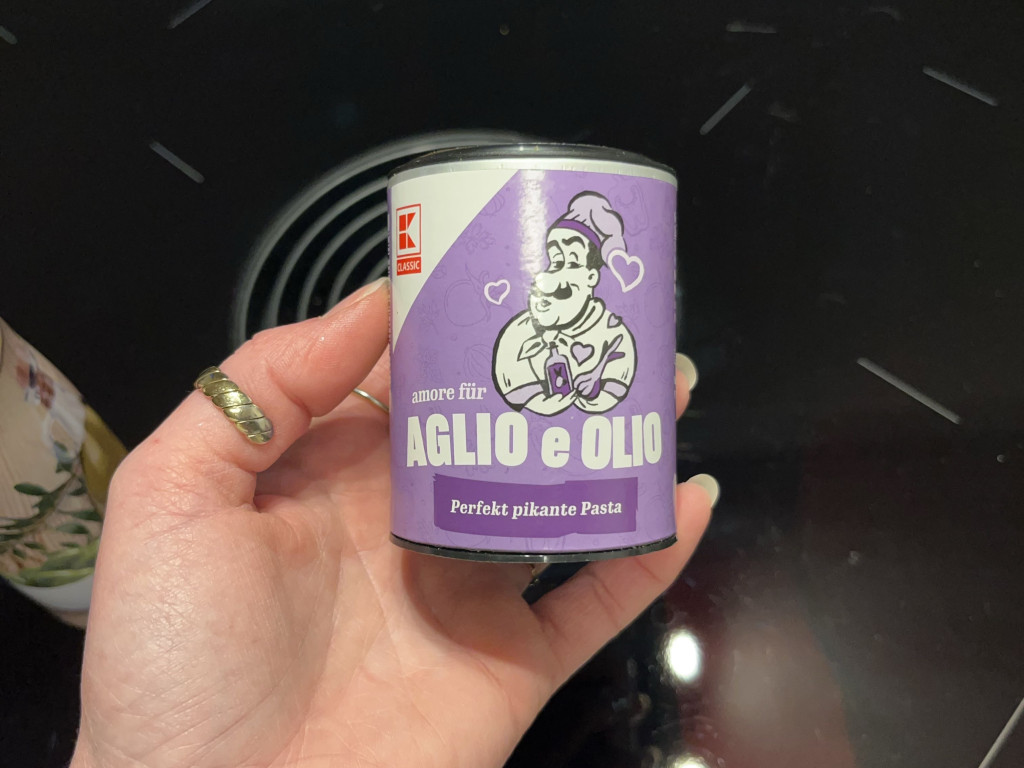 K
CLASSIC
amore für
AGLIO e OLIO
Perfekt pikante Pasta